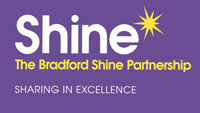 Shine
The Bradford Shine Partnership
SHARING IN EXCELLENCE